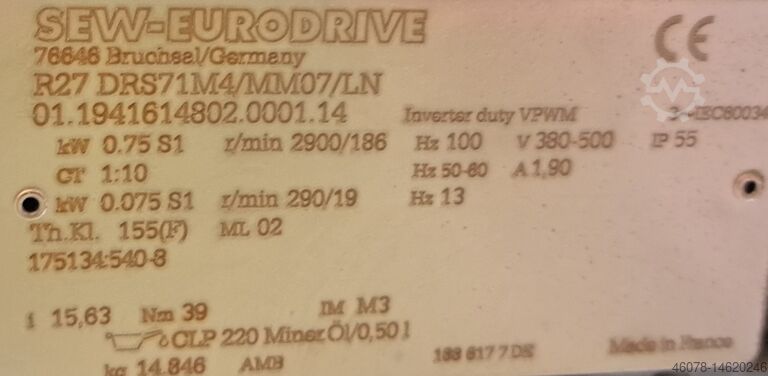 SEW-EURODRIVE
76646 Bruchsal/Germany
R27 DRS71M4/MM07/LN
01.1941614802.0001.14 Inverter duty VPWM 3~IEC60034
kW 0.75 S1 r/min 2900/186 Hz 100 V 380-500 IP 55
CT 1:10 Hz 50-60 A 1,90
kW 0.075 S1 r/min 290/19 Hz 13
Th.Kl. 155(F) ML 02
175134:540-8
i 15,63 Nm 39 IM M3
CLP 220 Miner.Öl/0,50 l
kg 14.846 AMB 188 617 7 DE Made in France
46078-14620246